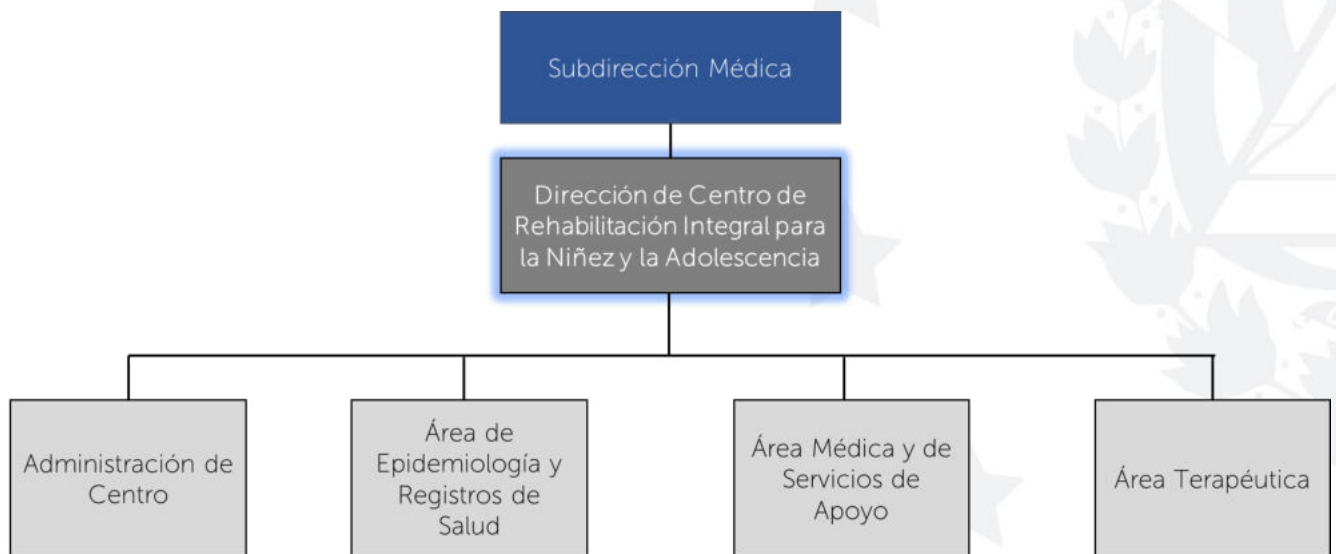 Subdirección Médica
Dirección de Centro de
Rehabilitación Integral para
la Niñez y la Adolescencia
Administración de
Centro
Área de
Epidemiología y
Registros de
Salud
Área Médica y de
Servicios de
Apoyo
Área Terapéutica